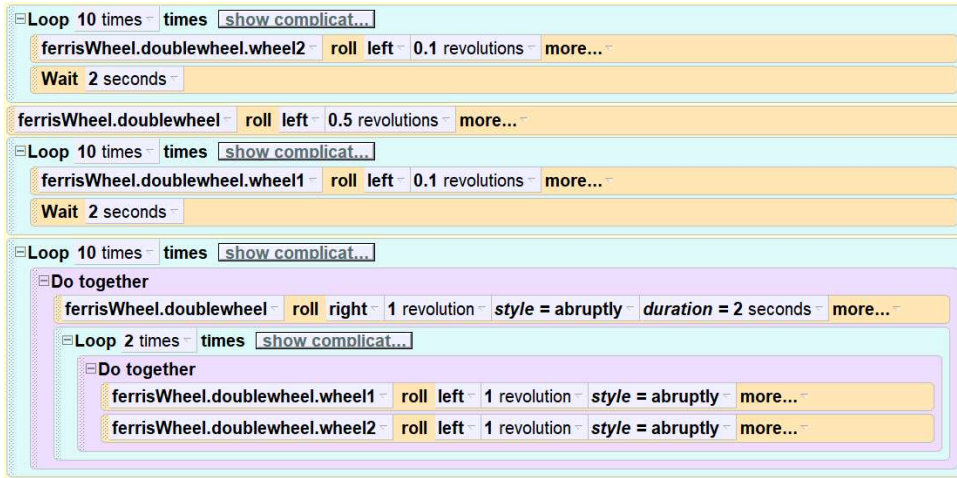 Loop 10 times times show complicat...
ferrisWheel.doublewheel.wheel2 roll left 0.1 revolutions more...
Wait 2 seconds
ferrisWheel.doublewheel roll left 0.5 revolutions more...
Loop 10 times times show complicat...
ferrisWheel.doublewheel.wheel1 roll left 0.1 revolutions more...
Wait 2 seconds
Loop 10 times times show complicat...
Do together
ferrisWheel.doublewheel roll right 1 revolution style = abruptly duration = 2 seconds more...
Loop 2 times times show complicat...
Do together
ferrisWheel.doublewheel.wheel1 roll left 1 revolution style = abruptly more...
ferrisWheel.doublewheel.wheel2 roll left 1 revolution style = abruptly more...